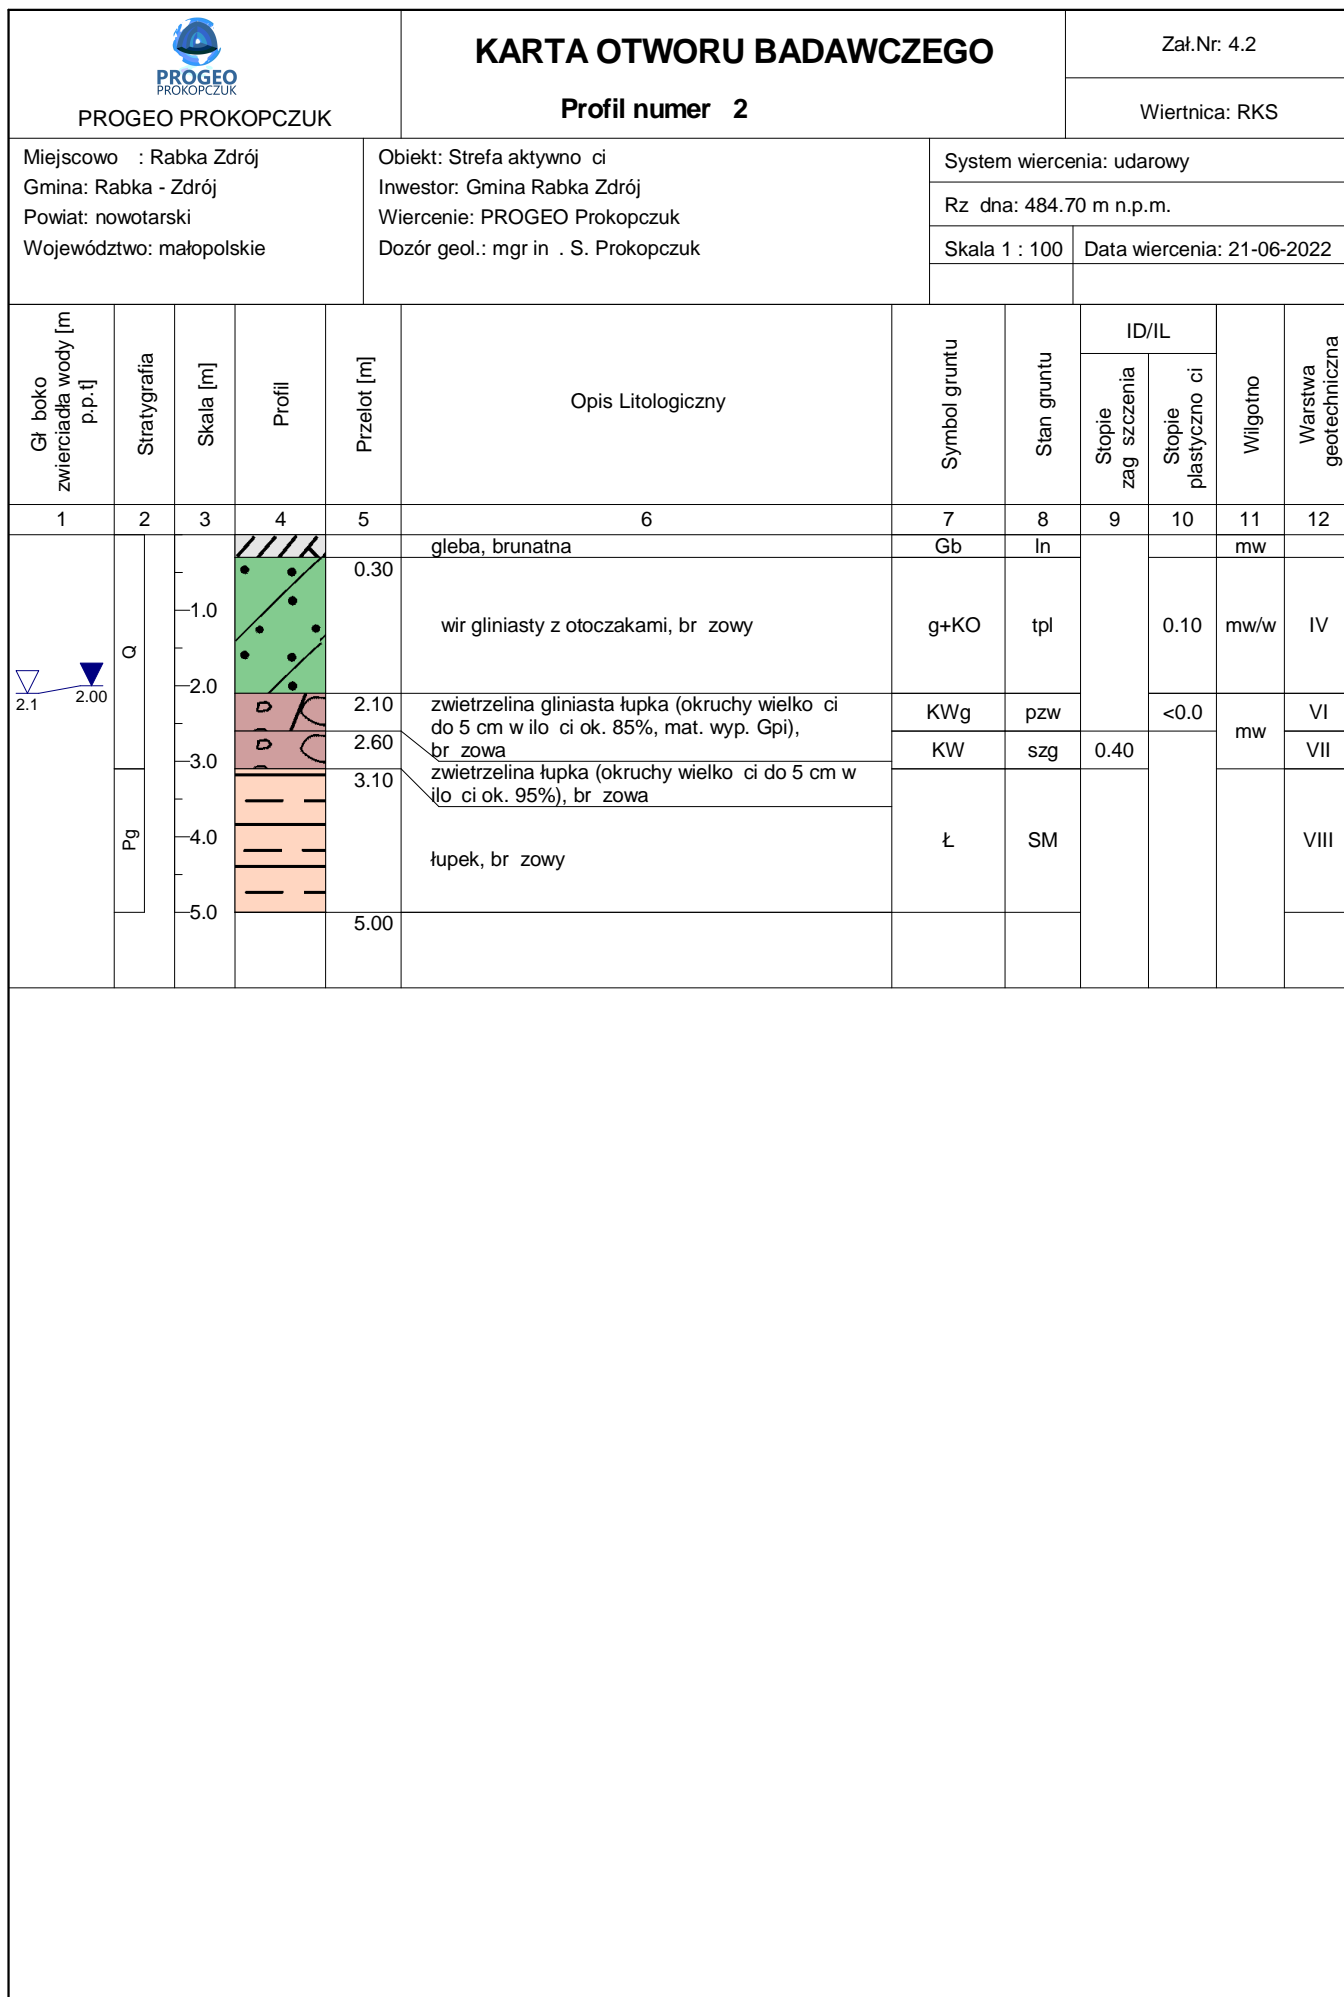 PROGEO
PROKOPCZUK
PROGEO PROKOPCZUK
KARTA OTWORU BADAWCZEGO
Profil numer 2
Zał.Nr: 4.2
Wiertnica: RKS
Miejscowo : Rabka Zdrój
Gmina: Rabka - Zdrój
Powiat: nowotarski
Województwo: małopolskie
Obiekt: Strefa aktywno ci
Inwestor: Gmina Rabka Zdrój
Wiercenie: PROGEO Prokopczuk
Dozór geol.: mgr in . S. Prokopczuk
System wiercenia: udarowy
Rz dna: 484.70 m n.p.m.
Skala 1 : 100
Data wiercenia: 21-06-2022
Gł boko
zwierciadła wody [m
p.p.t]
Stratygrafia
Skala [m]
Profil
Przelot [m]
Opis Litologiczny
Symbol gruntu
Stan gruntu
ID/IL
Stopie
zag szczenia
Stopie
plastyczno ci
Wilgotno
Warstwa
geotechniczna
1 2 3 4 5 6 7 8 9 10 11 12
gleba, brunatna Gb ln mw
0.30
1.0
wir gliniasty z otoczakami, br zowy g+KO tpl 0.10 mw/w IV
Q
2.0
2.1 2.00
2.10 zwietrzelina gliniasta łupka (okruchy wielko ci
do 5 cm w ilo ci ok. 85%, mat. wyp. Gpi),
br zowa
KWg pzw <0.0 mw VI
2.60
KW szg 0.40 VII
3.0
3.10 zwietrzelina łupka (okruchy wielko ci do 5 cm w
ilo ci ok. 95%), br zowa
Pg
4.0
łupek, br zowy Ł SM VIII
5.0
5.00